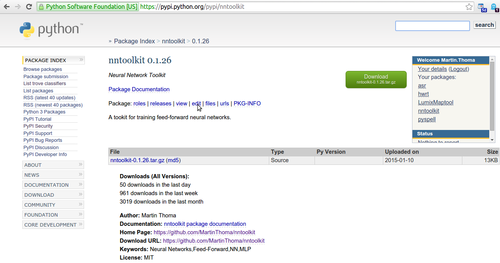 Python Software Foundation [US] https://pypi.python.org/pypi/nntoolkit
python
search
» Package Index > nntoolkit > 0.1.26
PACKAGE INDEX
Browse packages
Package submission
List trove classifiers
List packages
RSS (latest 40 updates)
RSS (newest 40 packages)
Python 3 Packages
PyPI Tutorial
PyPI Security
PyPI Support
PyPI Bug Reports
PyPI Discussion
PyPI Developer Info
ABOUT
NEWS
DOCUMENTATION
DOWNLOAD
COMMUNITY
FOUNDATION
CORE DEVELOPMENT
nntoolkit 0.1.26
Neural Network Toolkit
Package Documentation
Package: roles | releases | view | edit | files | urls | PKG-INFO
A tookit for training feed-forward neural networks.
Download
nntoolkit-0.1.26.tar.gz
Welcome Martin.Thoma
Your details (Logout)
Your packages:
asr
hwrt
LumixMaptool
nntoolkit
pyspell
Status
Nothing to report
File Type Py Version Uploaded on Size
nntoolkit-0.1.26.tar.gz (md5) Source 2015-01-10 13KB
Downloads (All Versions):
50 downloads in the last day
961 downloads in the last week
3019 downloads in the last month
Author: Martin Thoma
Documentation: nntoolkit package documentation
Home Page: https://github.com/MartinThoma/nntoolkit
Download URL: https://github.com/MartinThoma/nntoolkit
Keywords: Neural Networks,Feed-Forward,NN,MLP
License: MIT